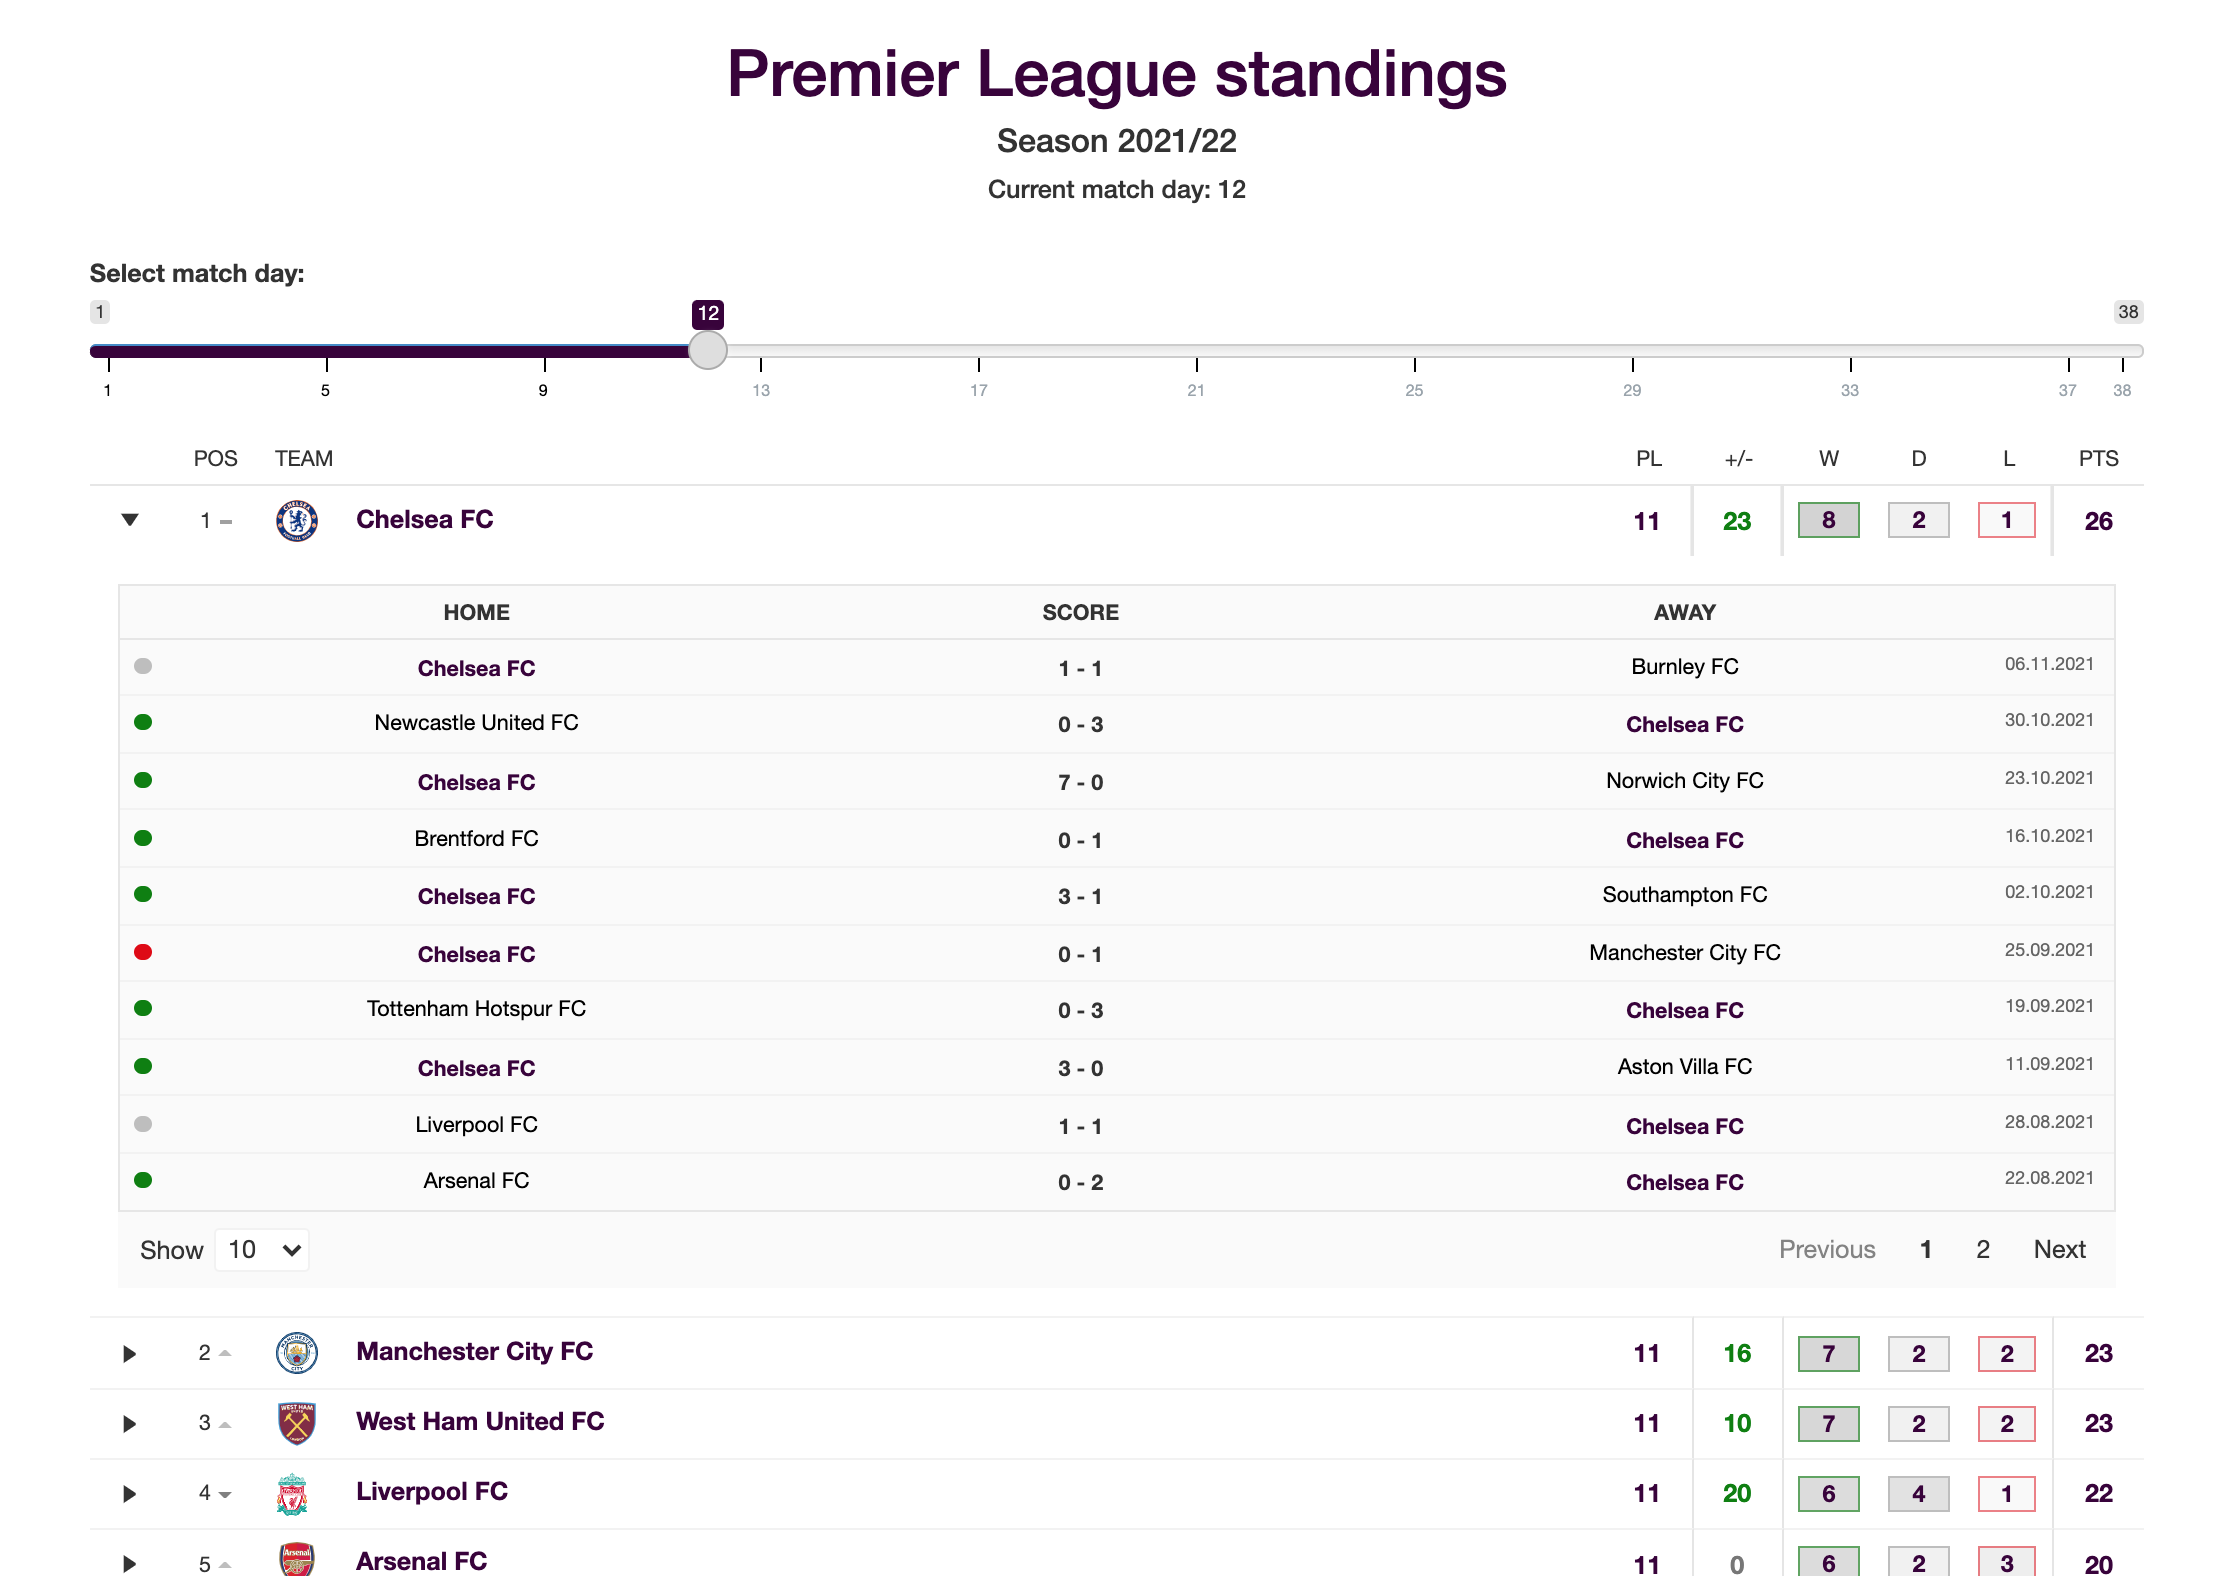 Premier League standings
Season 2021/22
Current match day: 12
Select match day:
1 12 38
1 5 9 13 17 21 25 29 33 37 38
POS TEAM PL +/- W D L PTS
1 Chelsea FC 11 23 8 2 1 26
HOME SCORE AWAY
Chelsea FC 1 - 1 Burnley FC 06.11.2021
Newcastle United FC 0 - 3 Chelsea FC 30.10.2021
Chelsea FC 7 - 0 Norwich City FC 23.10.2021
Brentford FC 0 - 1 Chelsea FC 16.10.2021
Chelsea FC 3 - 1 Southampton FC 02.10.2021
Chelsea FC 0 - 1 Manchester City FC 25.09.2021
Tottenham Hotspur FC 0 - 3 Chelsea FC 19.09.2021
Chelsea FC 3 - 0 Aston Villa FC 11.09.2021
Liverpool FC 1 - 1 Chelsea FC 28.08.2021
Arsenal FC 0 - 2 Chelsea FC 22.08.2021
Show 10 Previous 1 2 Next
2 Manchester City FC 11 16 7 2 2 23
3 WEST HAM West Ham United FC 11 10 7 2 2 23
4 Liverpool FC 11 20 6 4 1 22
5 Arsenal Arsenal FC 11 0 6 2 3 20